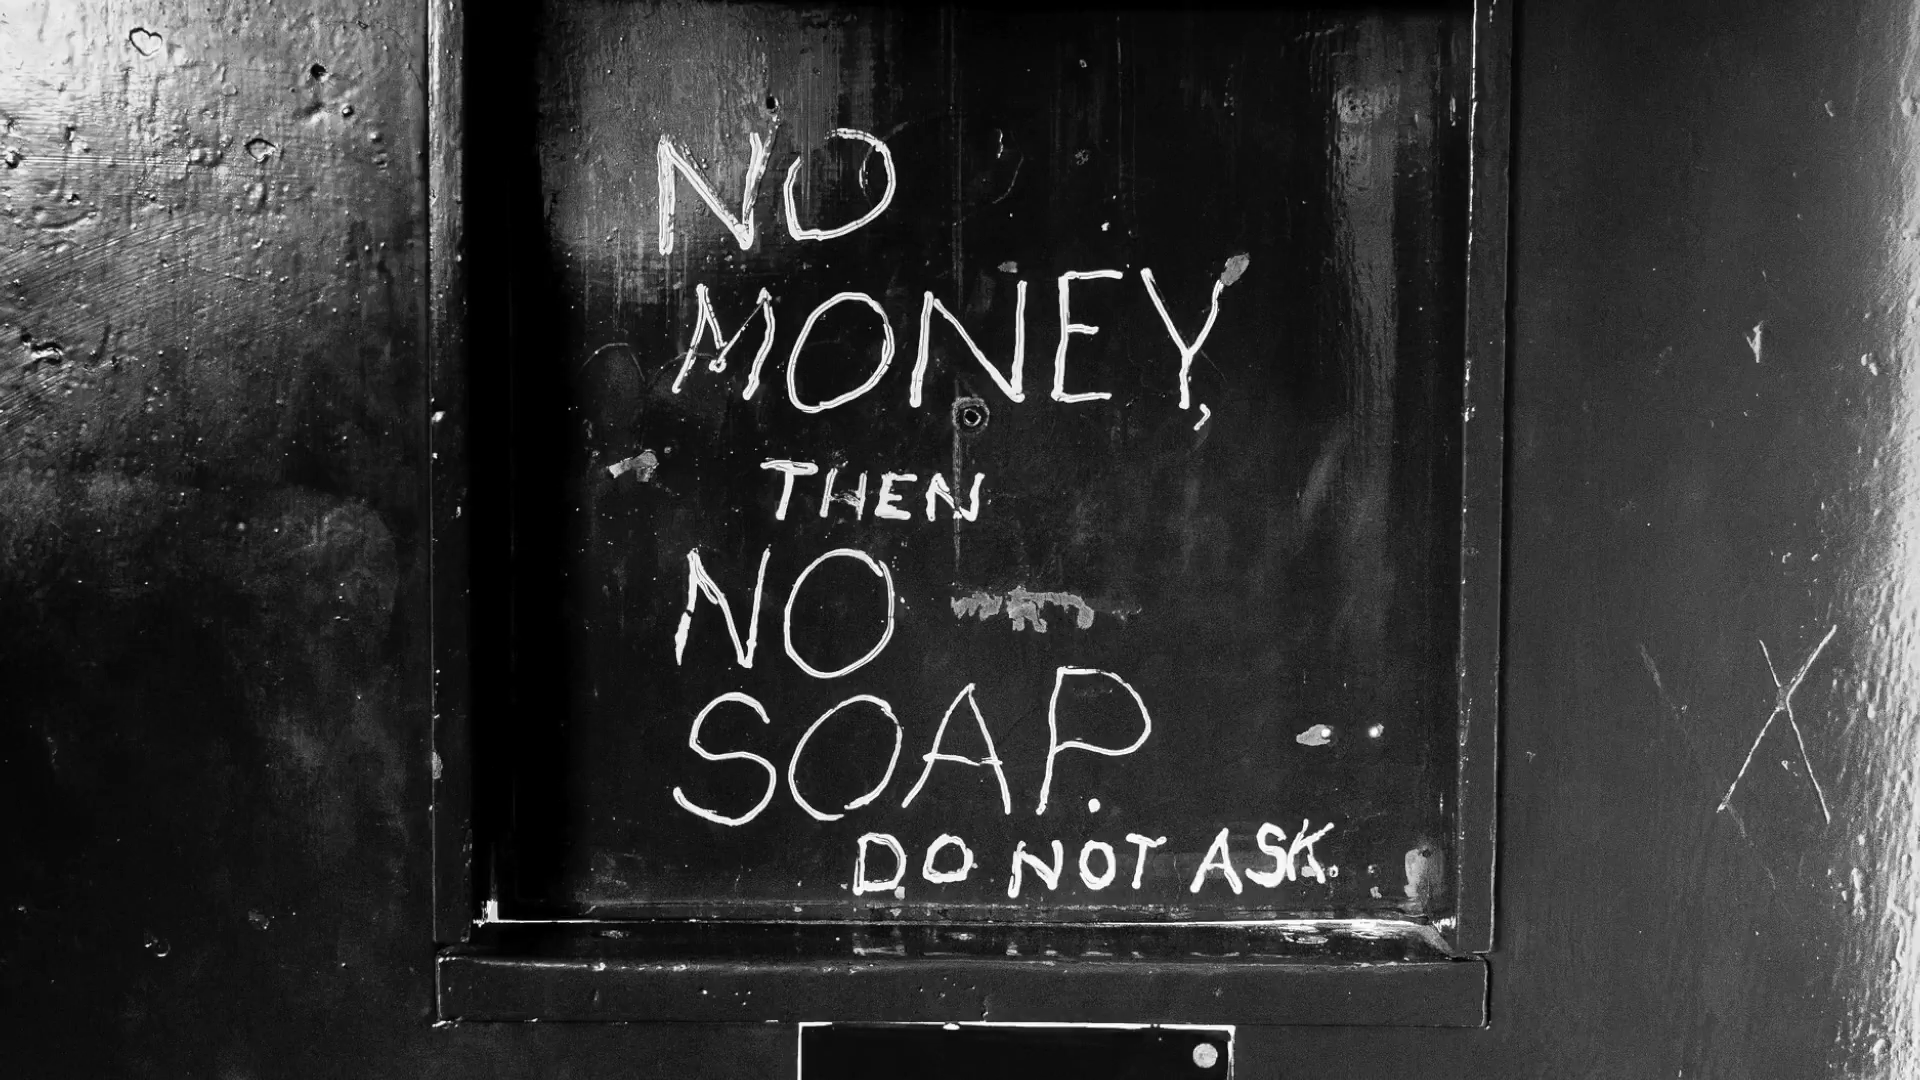 NO
MONEY,
THEN
NO
SOAP.
DO NOT ASK.